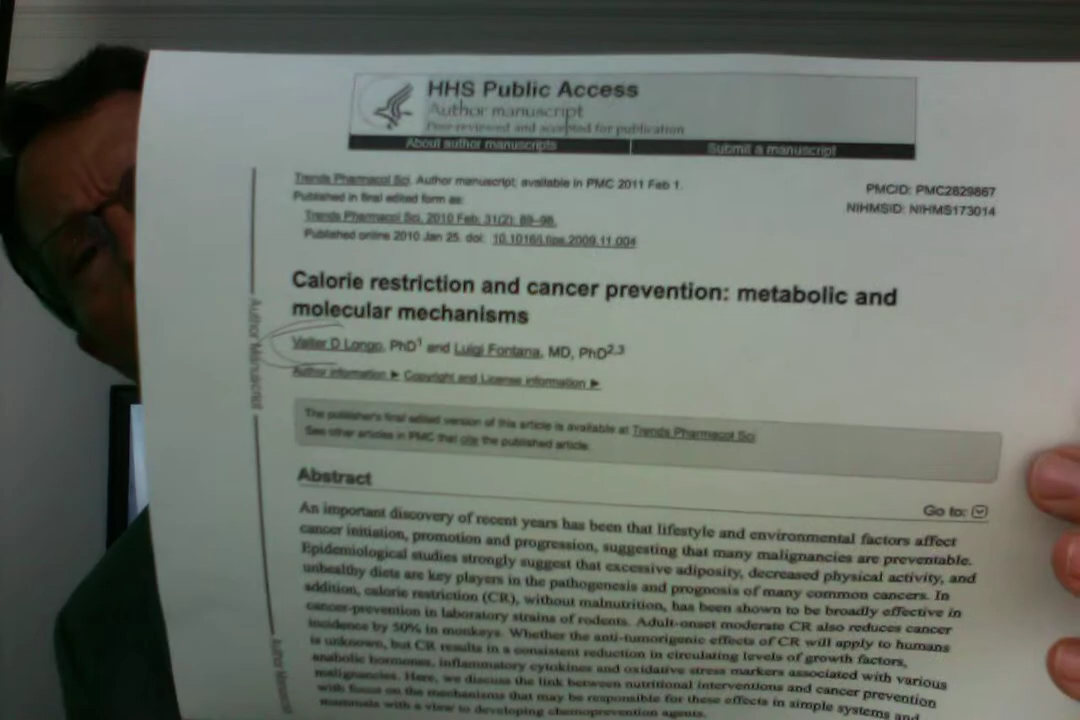 HHS Public Access
Author manuscript
Peer-reviewed and accepted for publication
About author manuscripts
Submit a manuscript
Trends Pharmacol Sci. Author manuscript; available in PMC 2011 Feb 1.
PMCID: PMC2829867
Published in final edited form as:
NIHMSID: NIHMS173014
Trends Pharmacol Sci. 2010 Feb; 31(2): 89–98.
Published online 2010 Jan 25. doi: 10.1016/j.tips.2009.11.004
Calorie restriction and cancer prevention: metabolic and
molecular mechanisms
Valter D Longo, PhD1 and Luigi Fontana, MD, PhD2,3
Author information ► Copyright and License information ►
The publisher's final edited version of this article is available at Trends Pharmacol Sci
See other articles in PMC that cite the published article.
Abstract
Go to:
An important discovery of recent years has been that lifestyle and environmental factors affect
cancer initiation, promotion and progression, suggesting that many malignancies are preventable.
Epidemiological studies strongly suggest that excessive adiposity, decreased physical activity, and
unhealthy diets are key players in the pathogenesis and prognosis of many common cancers. In
addition, calorie restriction (CR), without malnutrition, has been shown to be broadly effective in
cancer-prevention in laboratory strains of rodents. Adult-onset moderate CR also reduces cancer
incidence by 50% in monkeys. Whether the anti-tumorigenic effects of CR will apply to humans
is unknown, but CR results in a consistent reduction in circulating levels of growth factors,
anabolic hormones, inflammatory cytokines and oxidative stress markers associated with various
malignancies. Here, we discuss the link between nutritional interventions and cancer prevention
with focus on the mechanisms that may be responsible for these effects in simple systems and
mammals with a view to developing chemoprevention agents.
Author Manuscript
Author Manuscript